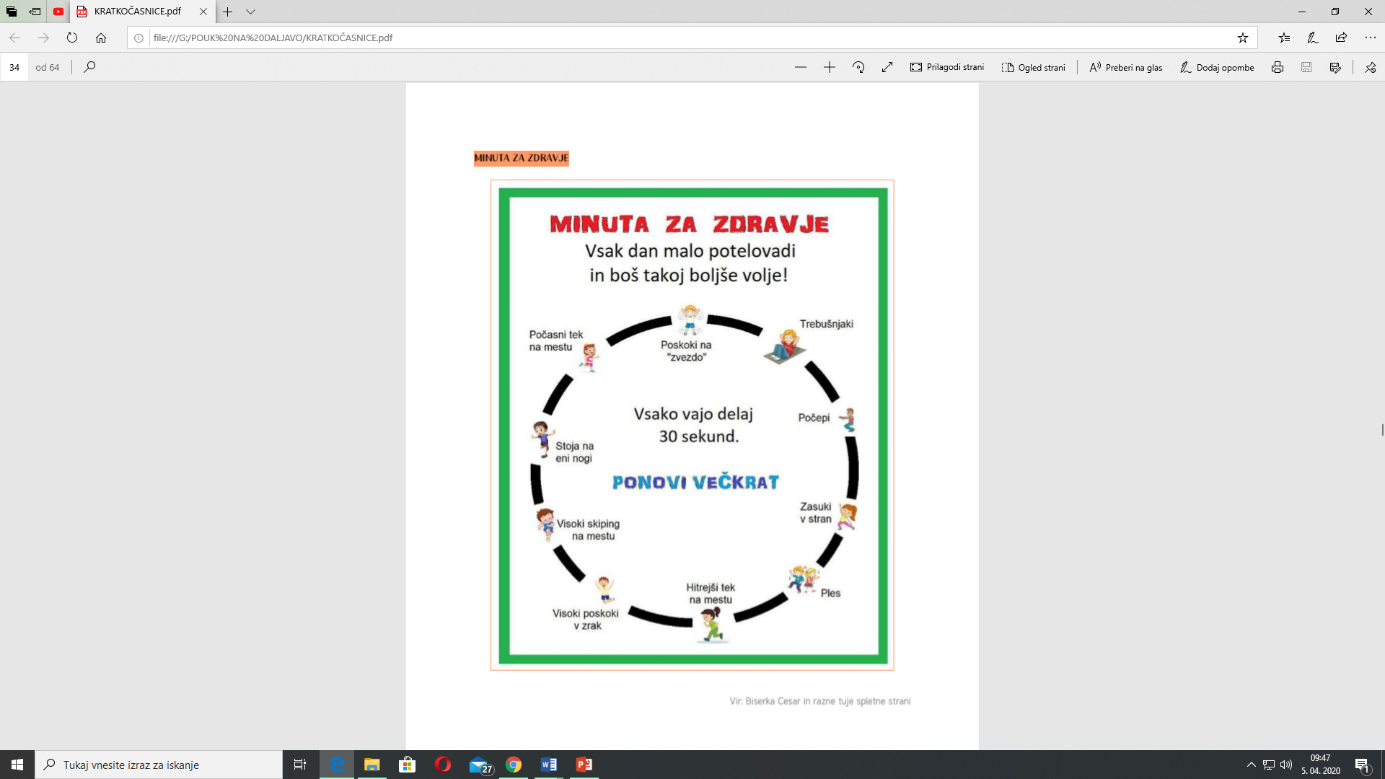 KRATKOČASNICE.pdf
file:///G:/POUK%20NA%20DALJAVO/KRATKOČASNICE.pdf
34 od 64
Prilagodi strani
Ogled strani
Preberi na glas
Dodaj opombe
MINUTA ZA ZDRAVJE
MINUTA ZA ZDRAVJE
Vsak dan malo potelovadi
in boš takoj boljše volje!
Poskoki na
"zvezdo"
Trebušnjaki
Počepi
Zasuki
v stran
Ples
Hitrejši tek
na mestu
Visoki poskoki
v zrak
Visoki skiping
na mestu
Stoja na
eni nogi
Počasni tek
na mestu
Vsako vajo delaj
30 sekund.
PONOVI VEČKRAT
Vir: Biserka Cesar in razne tuje spletne strani
Tukaj vnesite izraz za iskanje
27
09:47
5. 04. 2020
1